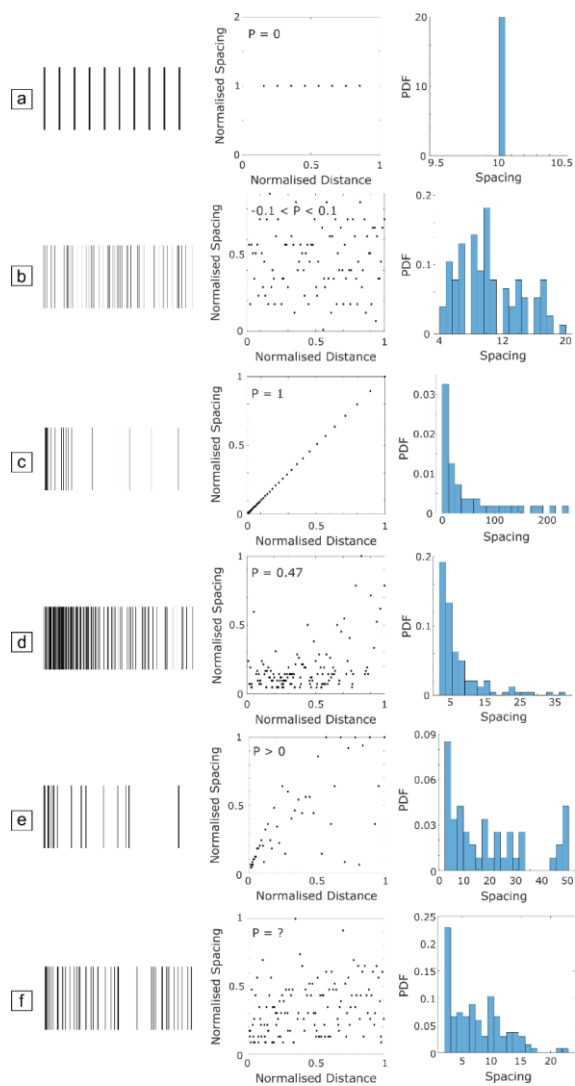 a
2
1
0
Normalised Spacing
P = 0
0
0.5
1
Normalised Distance
20
10
0
PDF
9.5
10.0
10.5
Spacing
b
0.5
0
Normalised Spacing
-0.1 < P < 0.1
0
0.5
1
Normalised Distance
0.2
0.1
0
PDF
4
12
20
Spacing
c
1
0.5
0
Normalised Spacing
P = 1
0
0.5
1
Normalised Distance
0.03
0.02
0.01
0
PDF
0
100
200
Spacing
d
1
0.5
0
Normalised Spacing
P = 0.47
0
0.5
1
Normalised Distance
0.2
0.1
0
PDF
5
15
25
35
Spacing
e
1
0.5
0
Normalised Spacing
P > 0
0
0.5
1
Normalised Distance
0.09
0.06
0.03
0
PDF
0
10
20
30
40
50
Spacing
f
1
0.5
0
Normalised Spacing
P = ?
0
0.5
1
Normalised Distance
0.25
0.2
0.15
0.1
0.05
0
PDF
5
10
15
20
Spacing